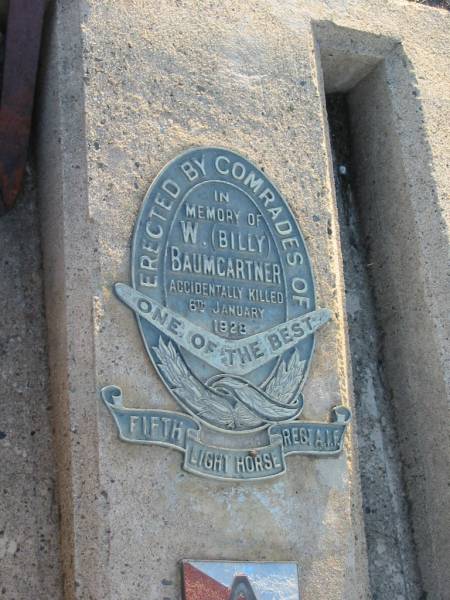 ERECTED BY COMRADES OF
IN
MEMORY OF
W. (BILLY)
BAUMGARTNER
ACCIDENTALLY KILLED
6TH JANUARY
1928
ONE OF THE BEST
FIFTH
LIGHT HORSE
REGT A.I.F.